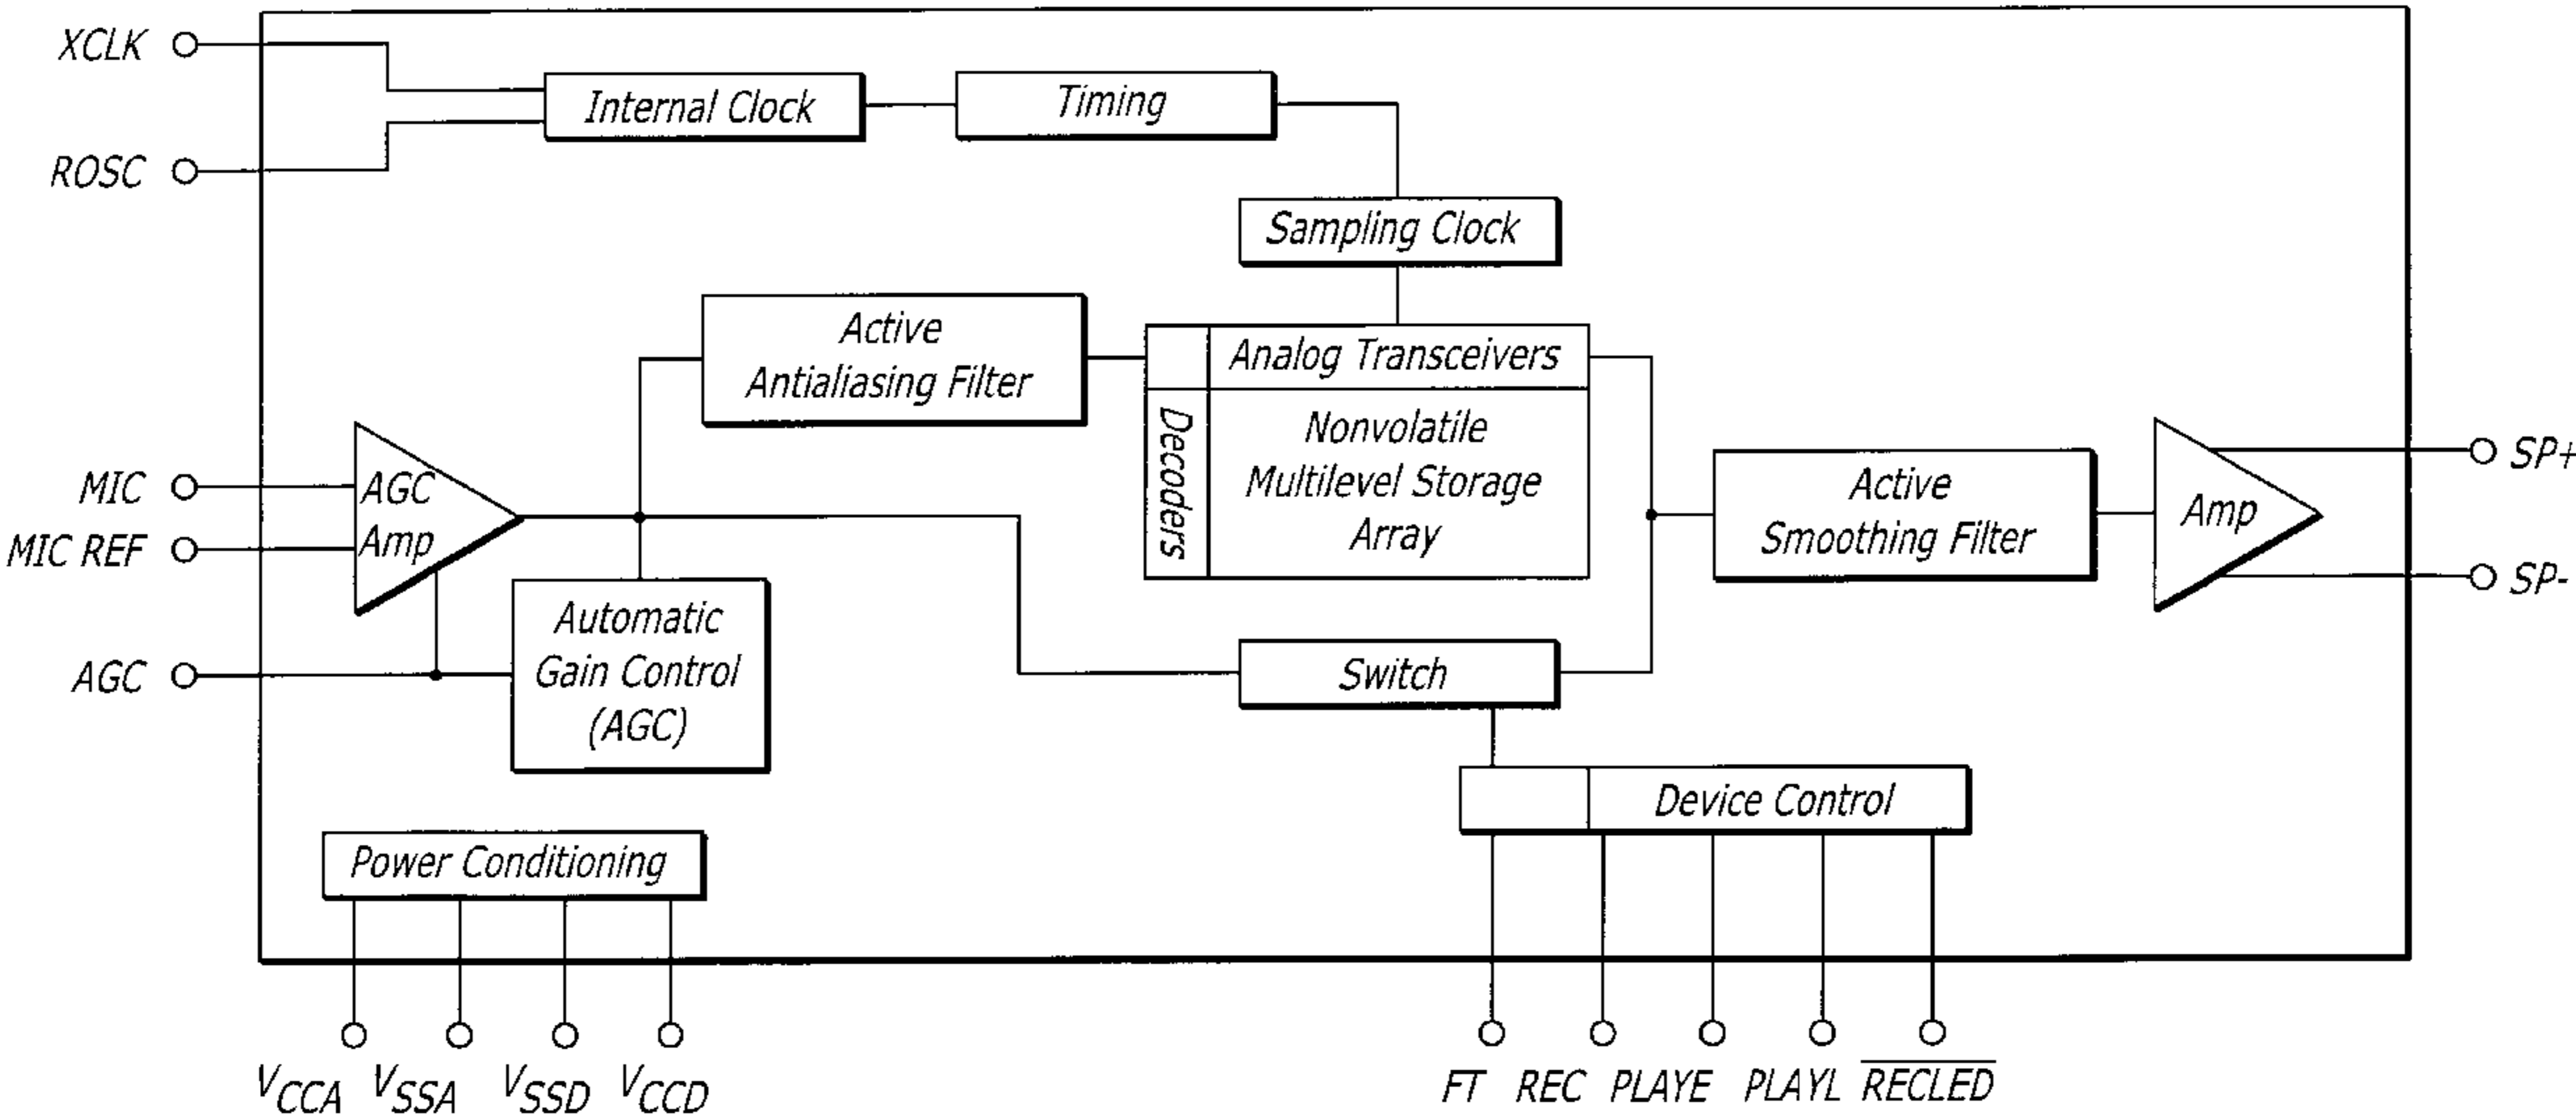 XCLK
Internal Clock
Timing
ROSC
Sampling Clock
Active
Antialiasing Filter
Analog Transceivers
Decoders
Nonvolatile
Multilevel Storage
Array
MIC
MIC REF
AGC
Amp
Active
Smoothing Filter
Amp
SP+
SP-
AGC
Automatic
Gain Control
(AGC)
Switch
Device Control
Power Conditioning
VCCA VSSA VSSD VCCD
FT REC PLAYE PLAYL RECLED